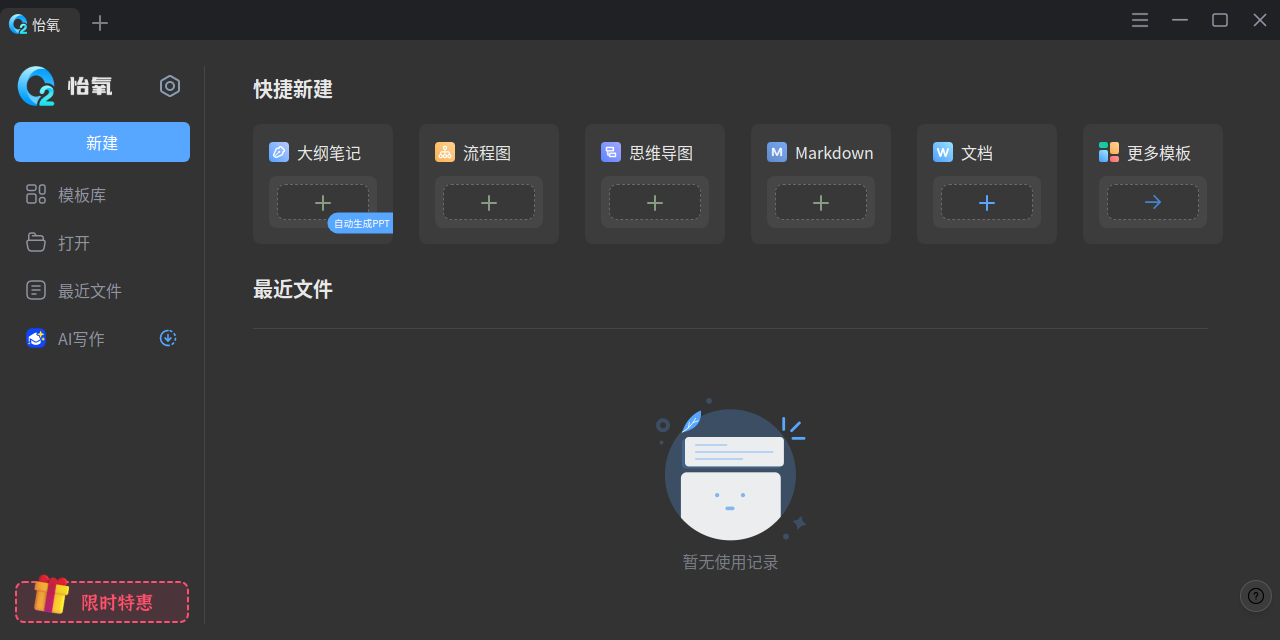 怡氧
怡氧
新建
模板库
打开
最近文件
AI写作
限时特惠
快捷新建
大纲笔记
自动生成PPT
流程图
思维导图
M Markdown
W 文档
更多模板
最近文件
暂无使用记录